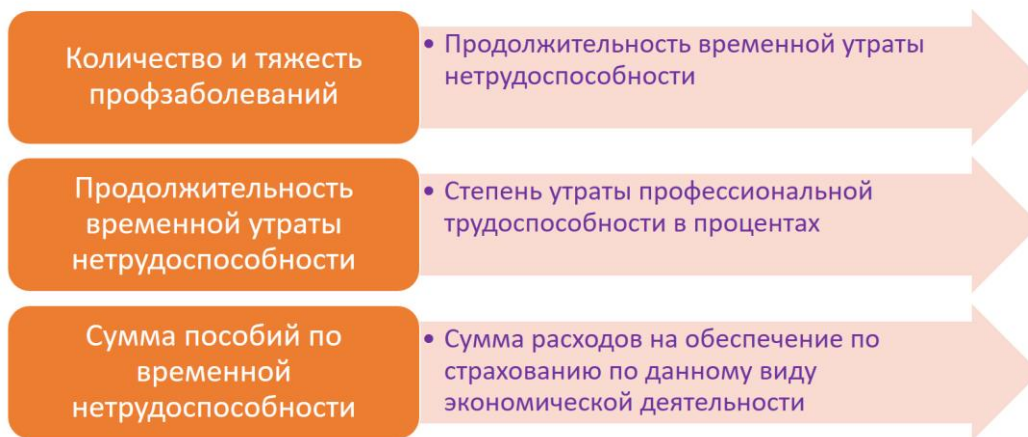 Количество и тяжесть
профзаболеваний
• Продолжительность временной утраты
нетрудоспособности
Продолжительность
временной утраты
нетрудоспособности
• Степень утраты профессиональной
трудоспособности в процентах
Сумма пособий по
временной
нетрудоспособности
• Сумма расходов на обеспечение по
страхованию по данному виду
экономической деятельности